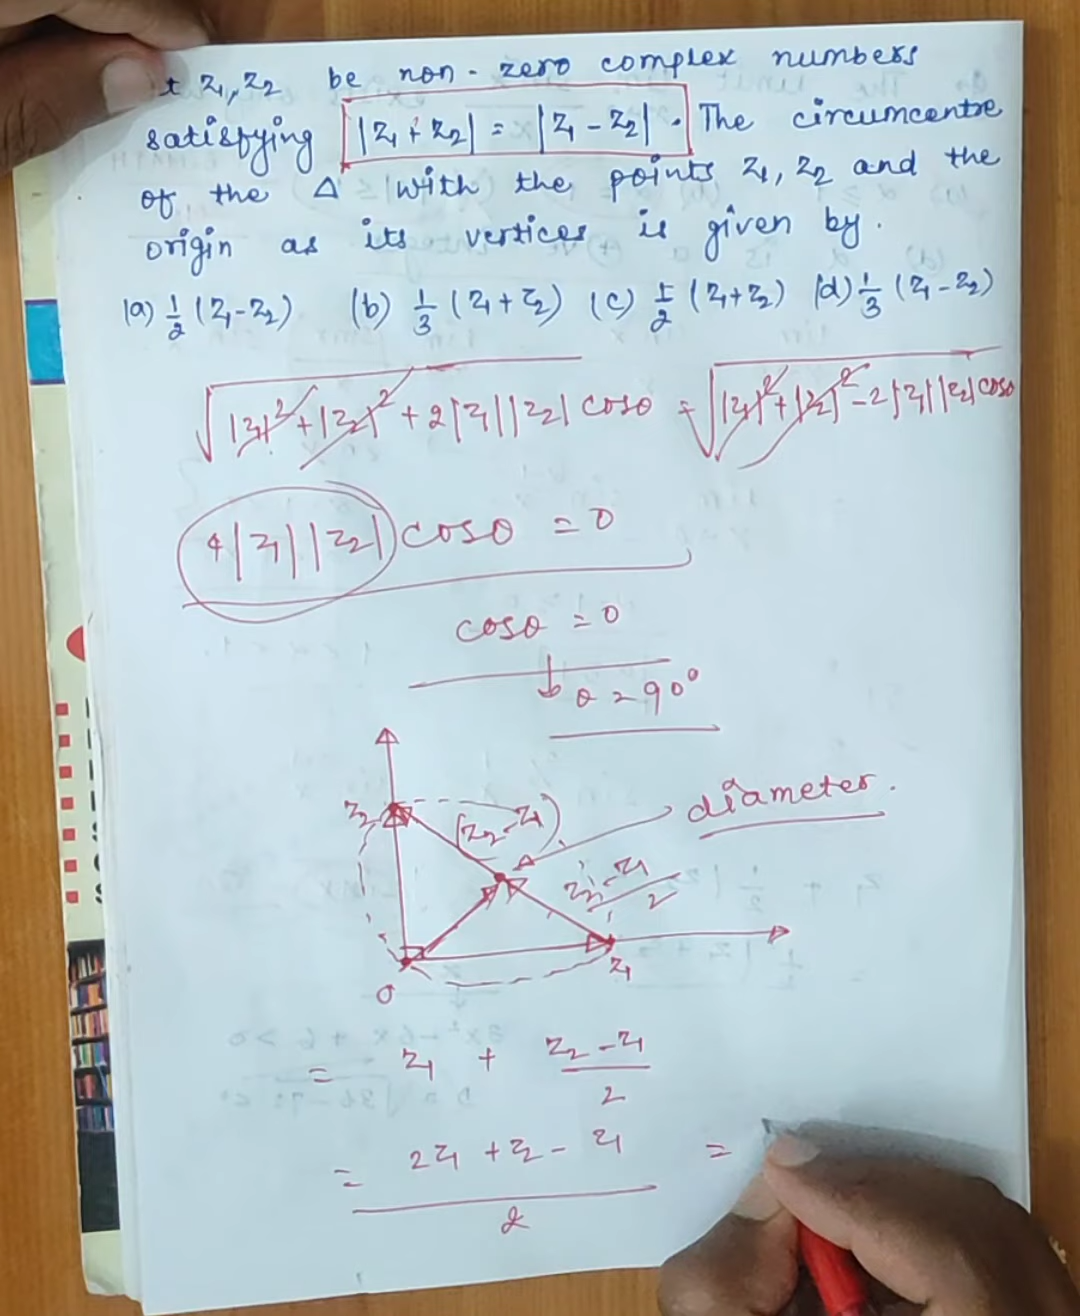 t z₁, z₂ be non-zero complex numbers
satisfying |z₁ + z₂| = |z₁ - z₂|. The circumcentre
of the Δ with the points z₁, z₂ and the
origin as its vertices is given by.
(a) 1/2 (z₁-z₂) (b) 1/3 (z₁+z₂) (c) 1/2 (z₁+z₂) (d) 1/3 (z₁-z₂)
√|z₁|²+|z₂|²+2|z₁||z₂| cosθ = √|z₁|²+|z₂|²-2|z₁||z₂|cosθ
4|z₁||z₂| cosθ = 0
cosθ = 0
θ = 90°
diameter.
z₂
(z₂-z₁)
z₂-z₁/2
z₁
O
= z₁ + z₂-z₁/2
= 2z₁+z₂-z₁/2 =